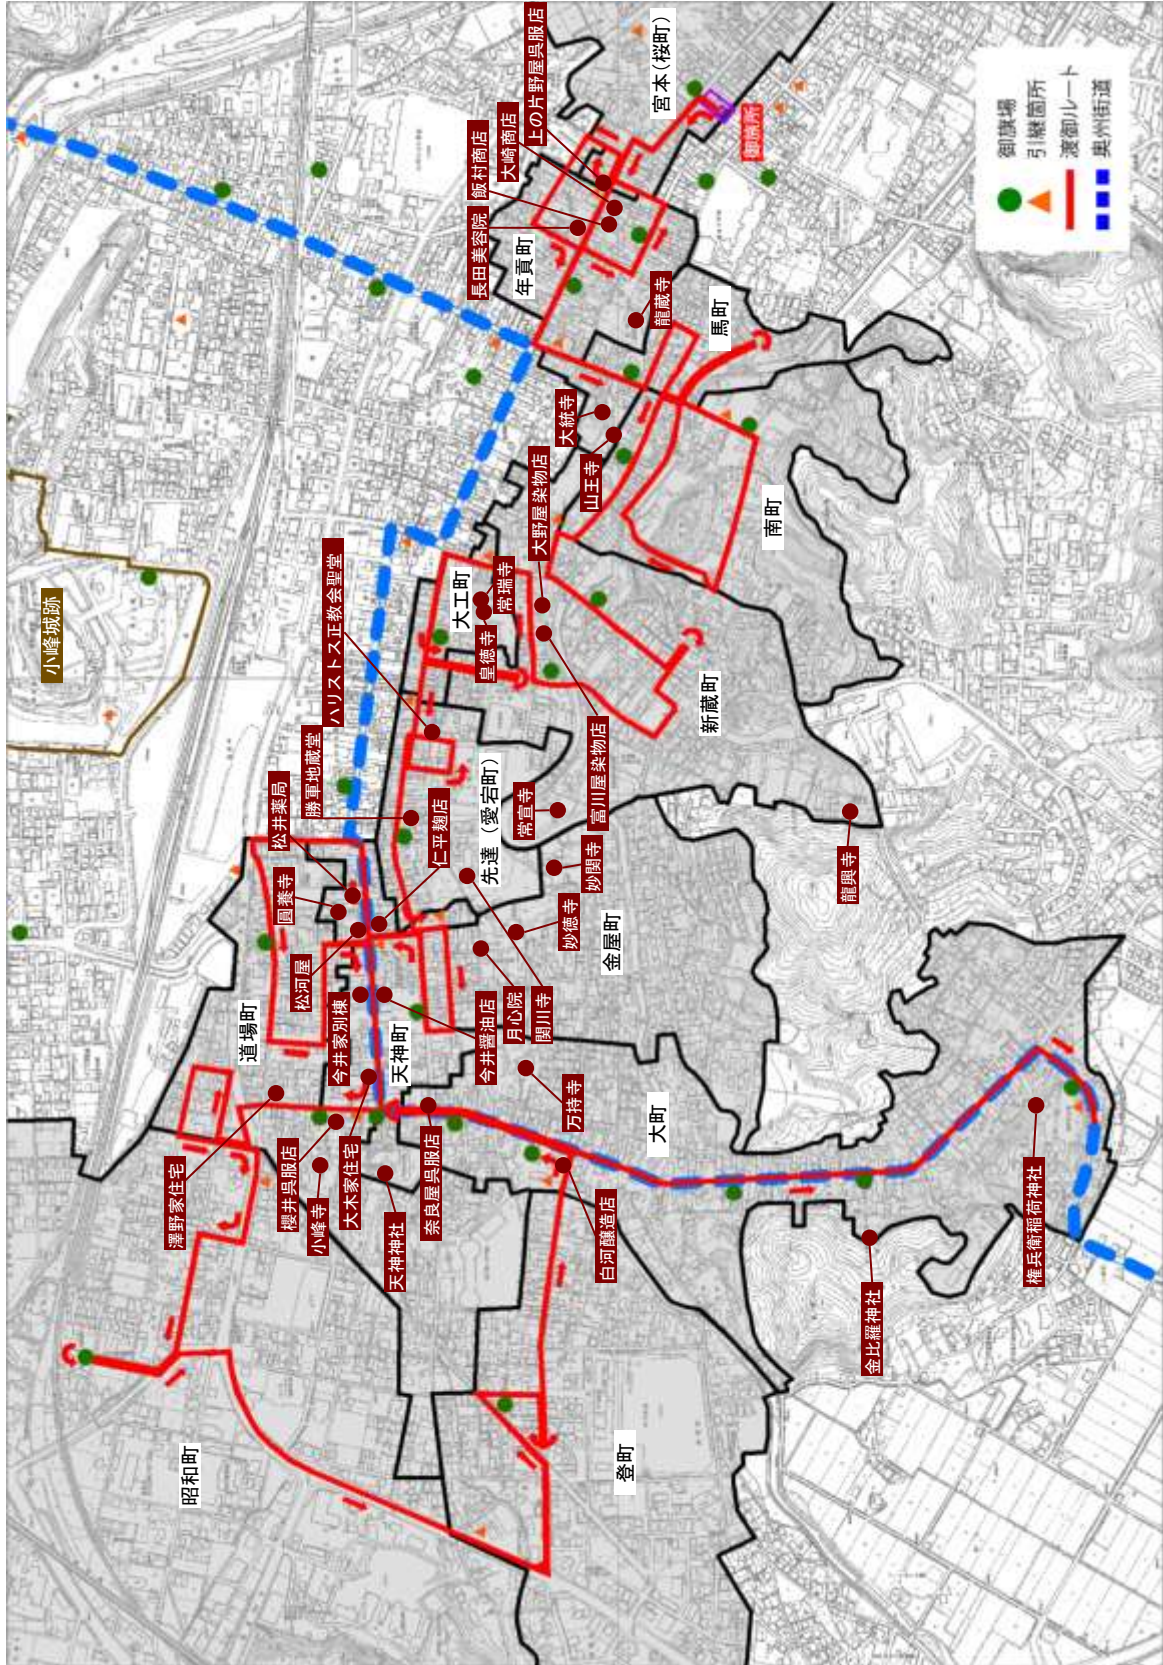 小峰城跡
昭和町
道場町
天神町
大町
登町
金屋町
先達（愛宕町）
大工町
新蔵町
南町
馬町
年貢町
宮本（桜町）
御旅所
澤野家住宅
櫻井呉服店
小峰寺
大木家住宅
天神神社
奈良屋呉服店
白河醸造店
金比羅神社
権兵衛稲荷神社
万持寺
今井家別棟
今井醤油店
松河屋
圓養寺
松井薬局
勝軍地蔵堂
ハリストス正教会聖堂
仁平麹店
月心院
関川寺
妙徳寺
妙関寺
常宣寺
龍興寺
皇徳寺
常瑞寺
富川屋染物店
大野屋染物店
山王寺
大統寺
龍蔵寺
長田美容院
飯村商店
大崎商店
上の片野屋呉服店
御旗場
引継箇所
渡御ルート
奥州街道